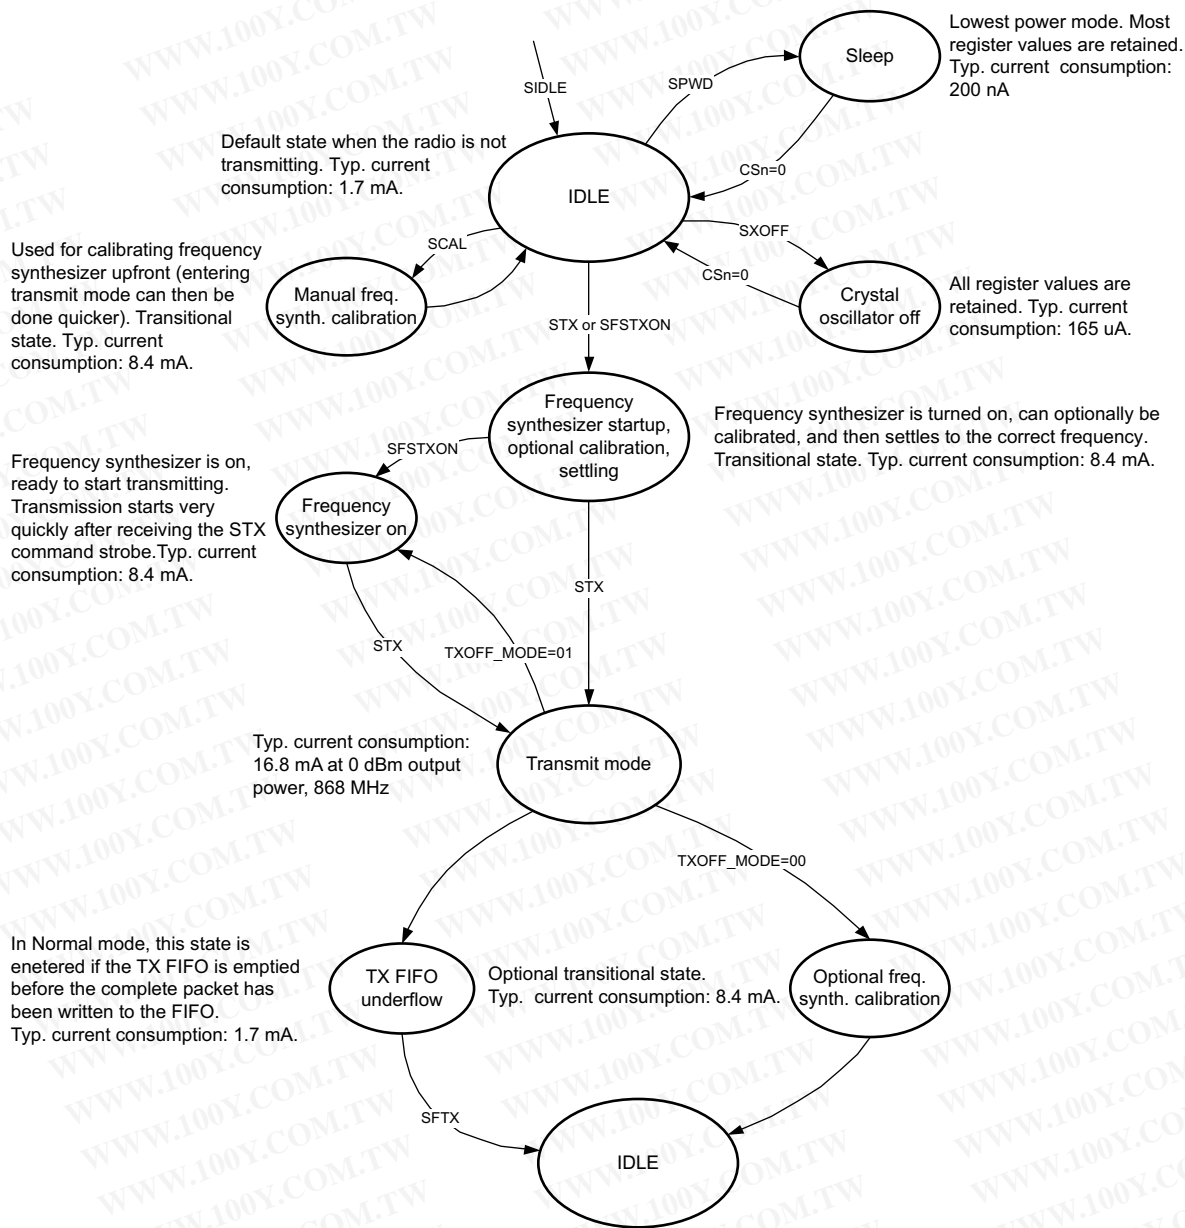 Lowest power mode. Most
register values are retained.
Typ. current consumption:
200 nA
Sleep
SIDLE
SPWD
Default state when the radio is not
transmitting. Typ. current
consumption: 1.7 mA.
CSn=0
IDLE
SXOFF
SCAL
CSn=0
Used for calibrating frequency
synthesizer upfront (entering
transmit mode can then be
done quicker). Transitional
state. Typ. current
consumption: 8.4 mA.
Manual freq.
synth. calibration
Crystal
oscillator off
All register values are
retained. Typ. current
consumption: 165 uA.
STX or SFSTXON
Frequency
synthesizer startup,
optional calibration,
settling
Frequency synthesizer is turned on, can optionally be
calibrated, and then settles to the correct frequency.
Transitional state. Typ. current consumption: 8.4 mA.
SFSTXON
Frequency synthesizer is on,
ready to start transmitting.
Transmission starts very
quickly after receiving the STX
command strobe.Typ. current
consumption: 8.4 mA.
Frequency
synthesizer on
STX
STX
TXOFF_MODE=01
Typ. current consumption:
16.8 mA at 0 dBm output
power, 868 MHz
Transmit mode
TXOFF_MODE=00
In Normal mode, this state is
enetered if the TX FIFO is emptied
before the complete packet has
been written to the FIFO.
Typ. current consumption: 1.7 mA.
TX FIFO
underflow
Optional transitional state.
Typ. current consumption: 8.4 mA.
Optional freq.
synth. calibration
SFTX
IDLE
WWW.100Y.COM.TW